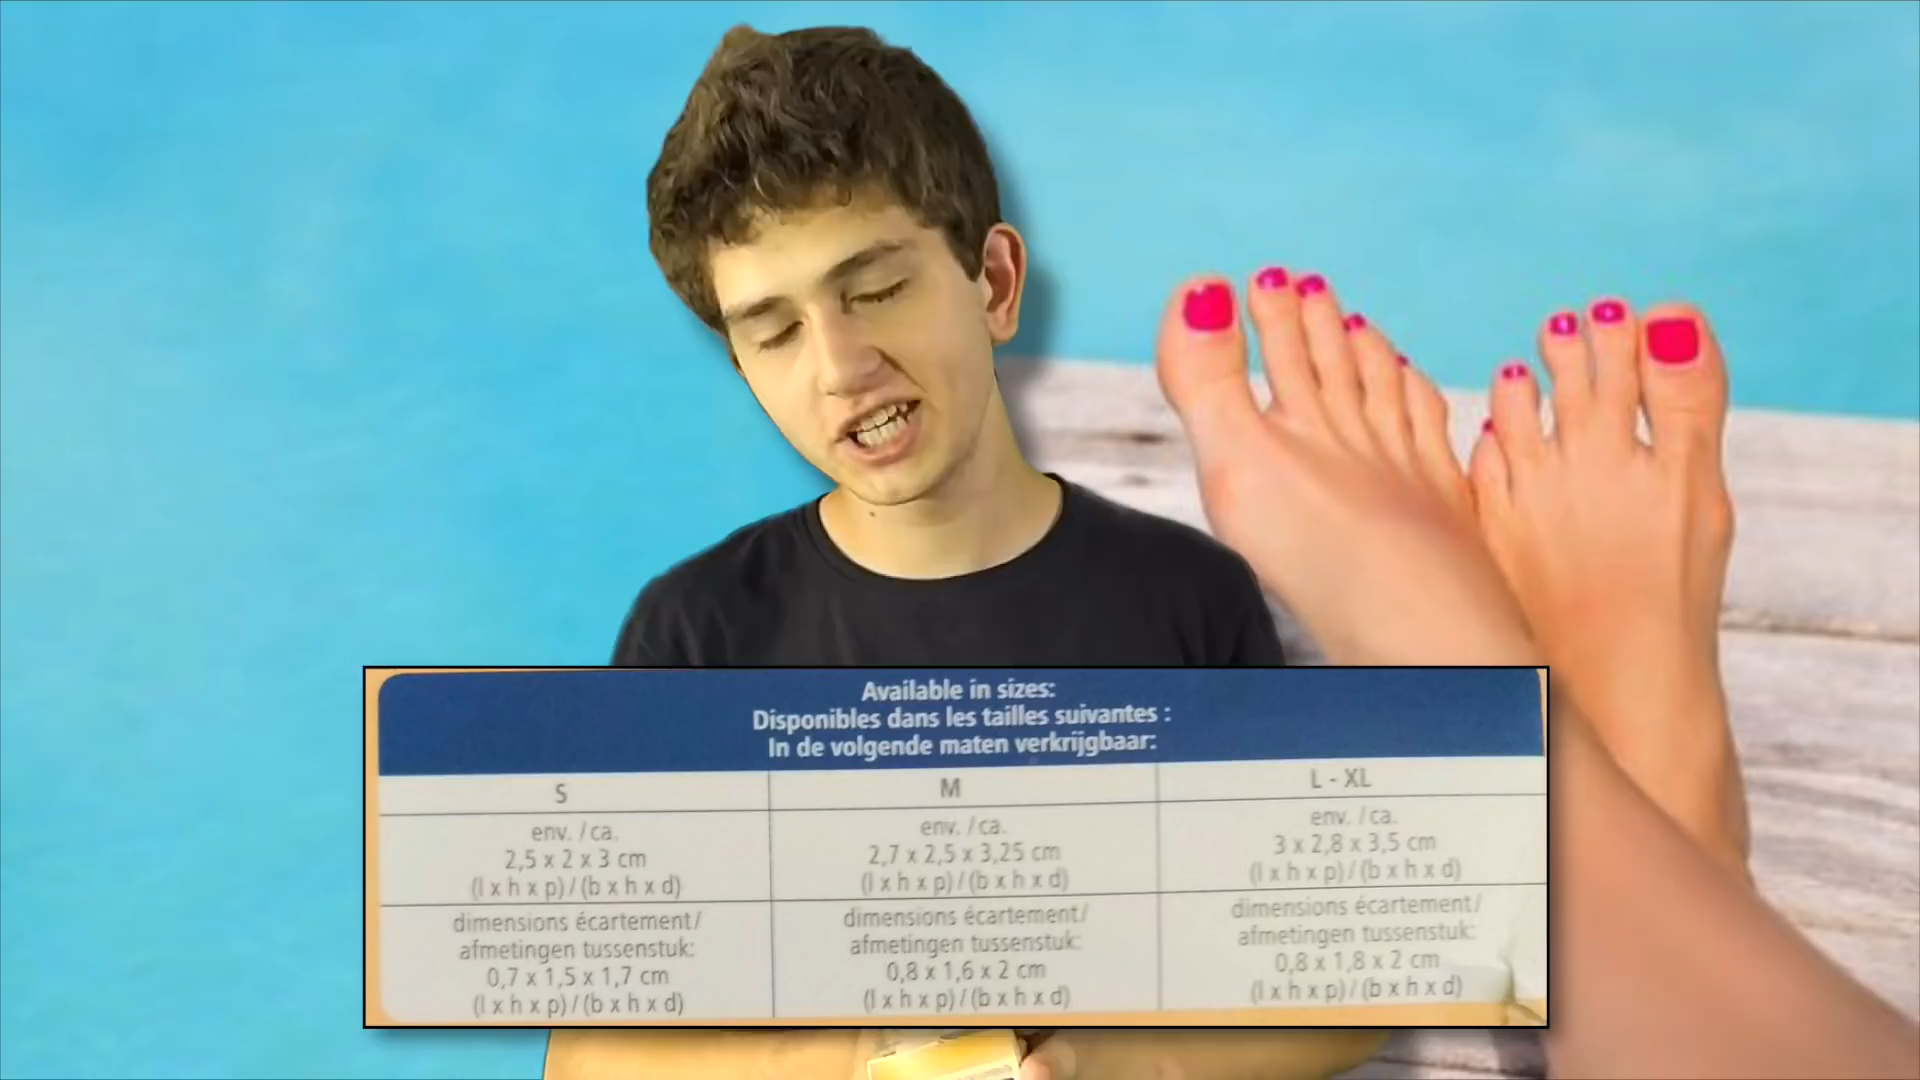 Available in sizes:
Disponibles dans les tailles suivantes :
In de volgende maten verkrijgbaar:
S
M
L - XL
env. / ca.
2,5 x 2 x 3 cm
(l x h x p) / (b x h x d)
env. / ca.
2,7 x 2,5 x 3,25 cm
(l x h x p) / (b x h x d)
env. / ca.
3 x 2,8 x 3,5 cm
(l x h x p) / (b x h x d)
dimensions écartement/
afmetingen tussenstuk:
0,7 x 1,5 x 1,7 cm
(l x h x p) / (b x h x d)
dimensions écartement/
afmetingen tussenstuk:
0,8 x 1,6 x 2 cm
(l x h x p) / (b x h x d)
dimensions écartement/
afmetingen tussenstuk:
0,8 x 1,8 x 2 cm
(l x h x p) / (b x h x d)